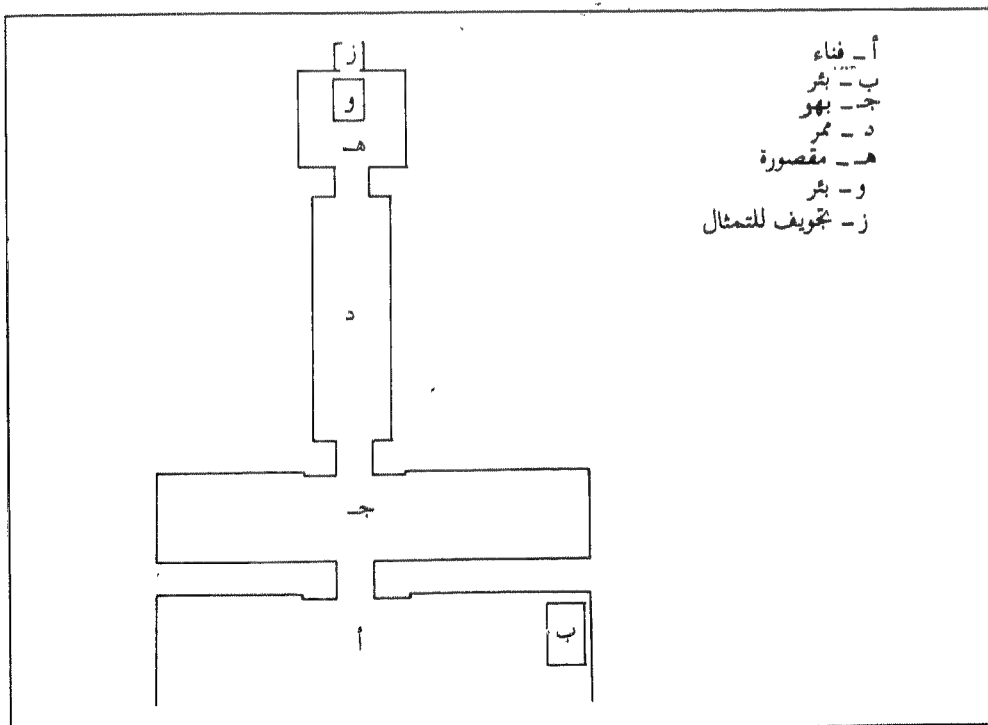 أ ـ فناء
ب ـ بئر
جـ ـ بهو
د ـ ممر
هـ ـ مقصورة
و ـ بئر
ز ـ تجويف للتمثال
ز
و
هـ
د
جـ
أ
ب